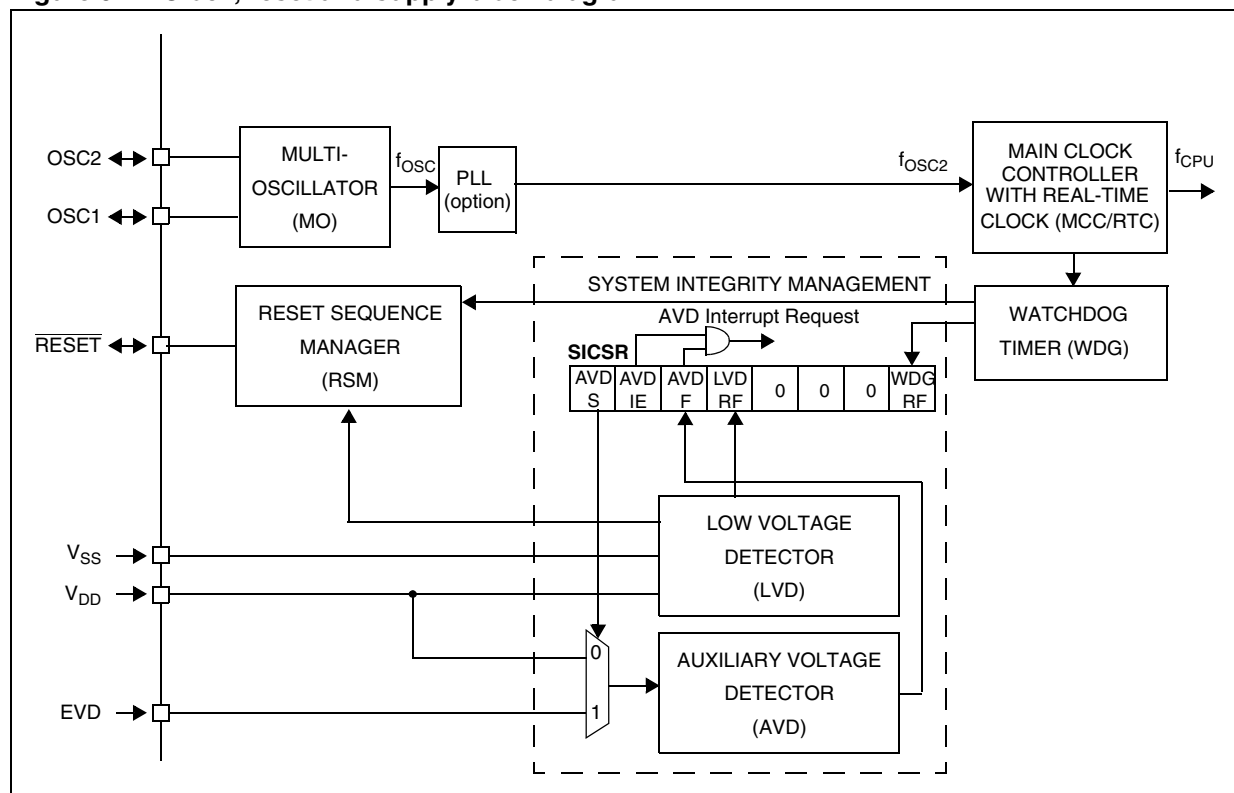 OSC2
OSC1
MULTI-
OSCILLATOR
(MO)
fOSC
PLL
(option)
fOSC2
MAIN CLOCK
CONTROLLER
WITH REAL-TIME
CLOCK (MCC/RTC)
fCPU
RESET
RESET SEQUENCE
MANAGER
(RSM)
SYSTEM INTEGRITY MANAGEMENT
AVD Interrupt Request
WATCHDOG
TIMER (WDG)
SICSR
AVD
S
AVD
IE
AVD
F
LVD
RF
0
0
0
WDG
RF
VSS
VDD
LOW VOLTAGE
DETECTOR
(LVD)
EVD
0
1
AUXILIARY VOLTAGE
DETECTOR
(AVD)